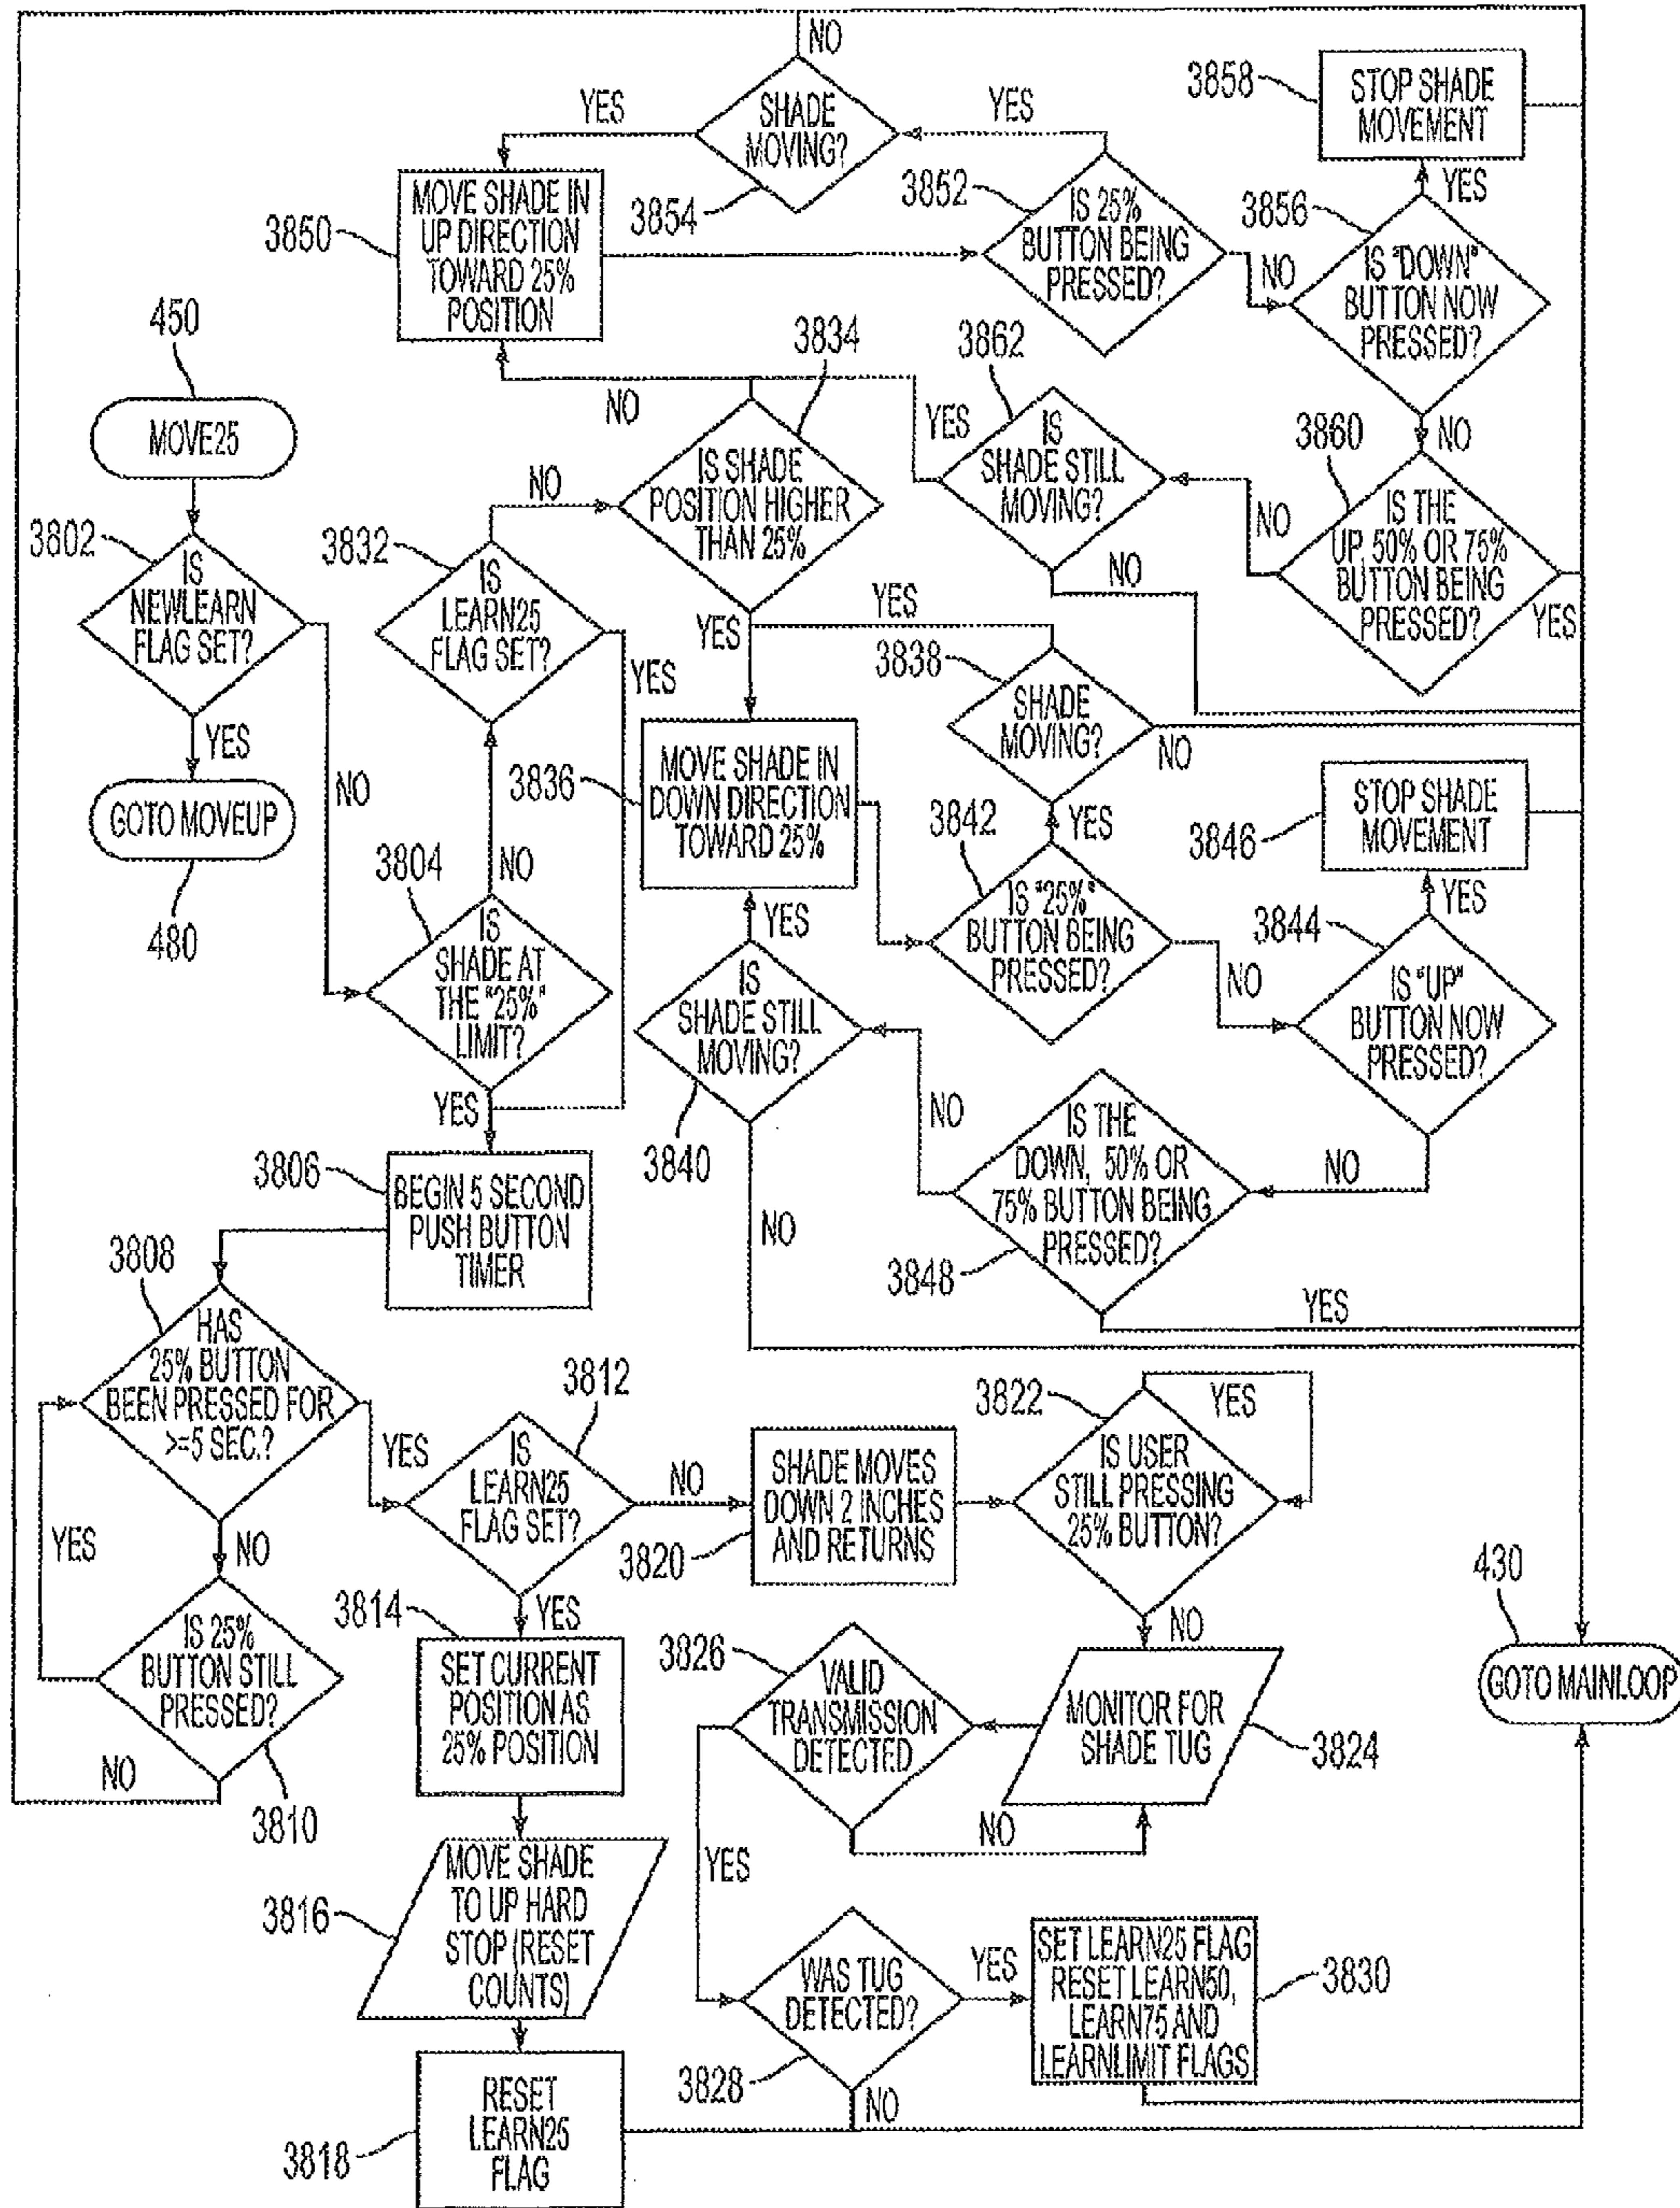 NO
3858
STOP SHADE
MOVEMENT
YES
SHADE
MOVING?
YES
3854
3852
IS 25%
BUTTON BEING
PRESSED?
YES
3856
IS "DOWN"
BUTTON NOW
PRESSED?
NO
3850
MOVE SHADE IN
UP DIRECTION
TOWARD 25%
POSITION
450
MOVE25
3834
3862
NO
3860
NO
YES
3802
IS
NEWLEARN
FLAG SET?
3832
IS
LEARN25
FLAG SET?
NO
IS SHADE
POSITION HIGHER
THAN 25%
IS
SHADE STILL
MOVING?
NO
IS THE
UP, 50% OR 75%
BUTTON BEING
PRESSED?
YES
NO
YES
YES
YES
YES
3838
SHADE
MOVING?
NO
YES
GOTO MOVEUP
480
NO
3836
MOVE SHADE IN
DOWN DIRECTION
TOWARD 25%
3842
YES
3846
STOP SHADE
MOVEMENT
YES
3804
NO
IS
SHADE AT
THE "25%"
LIMIT?
YES
IS "25%"
BUTTON BEING
PRESSED?
NO
3844
IS "UP"
BUTTON NOW
PRESSED?
IS
SHADE STILL
MOVING?
3840
YES
NO
IS THE
DOWN, 50% OR
75% BUTTON BEING
PRESSED?
NO
3848
YES
NO
3806
BEGIN 5 SECOND
PUSH BUTTON
TIMER
3808
HAS
25% BUTTON
BEEN PRESSED FOR
>=5 SEC.?
YES
3812
IS
LEARN25
FLAG SET?
NO
SHADE MOVES
DOWN 2 INCHES
AND RETURNS
3820
3822
YES
IS USER
STILL PRESSING
25% BUTTON?
YES
NO
IS 25%
BUTTON STILL
PRESSED?
NO
3810
YES
3814
SET CURRENT
POSITION AS
25% POSITION
3826
VALID
TRANSMISSION
DETECTED
NO
MONITOR FOR
SHADE TUG
3824
430
GOTO MAINLOOP
NO
YES
3816
MOVE SHADE
TO UP HARD
STOP (RESET
COUNTS)
WAS TUG
DETECTED?
YES
SET LEARN25 FLAG
RESET LEARN50,
LEARN75 AND
LEARNLIMIT FLAGS
3830
3828
NO
RESET
LEARN25
FLAG
3818